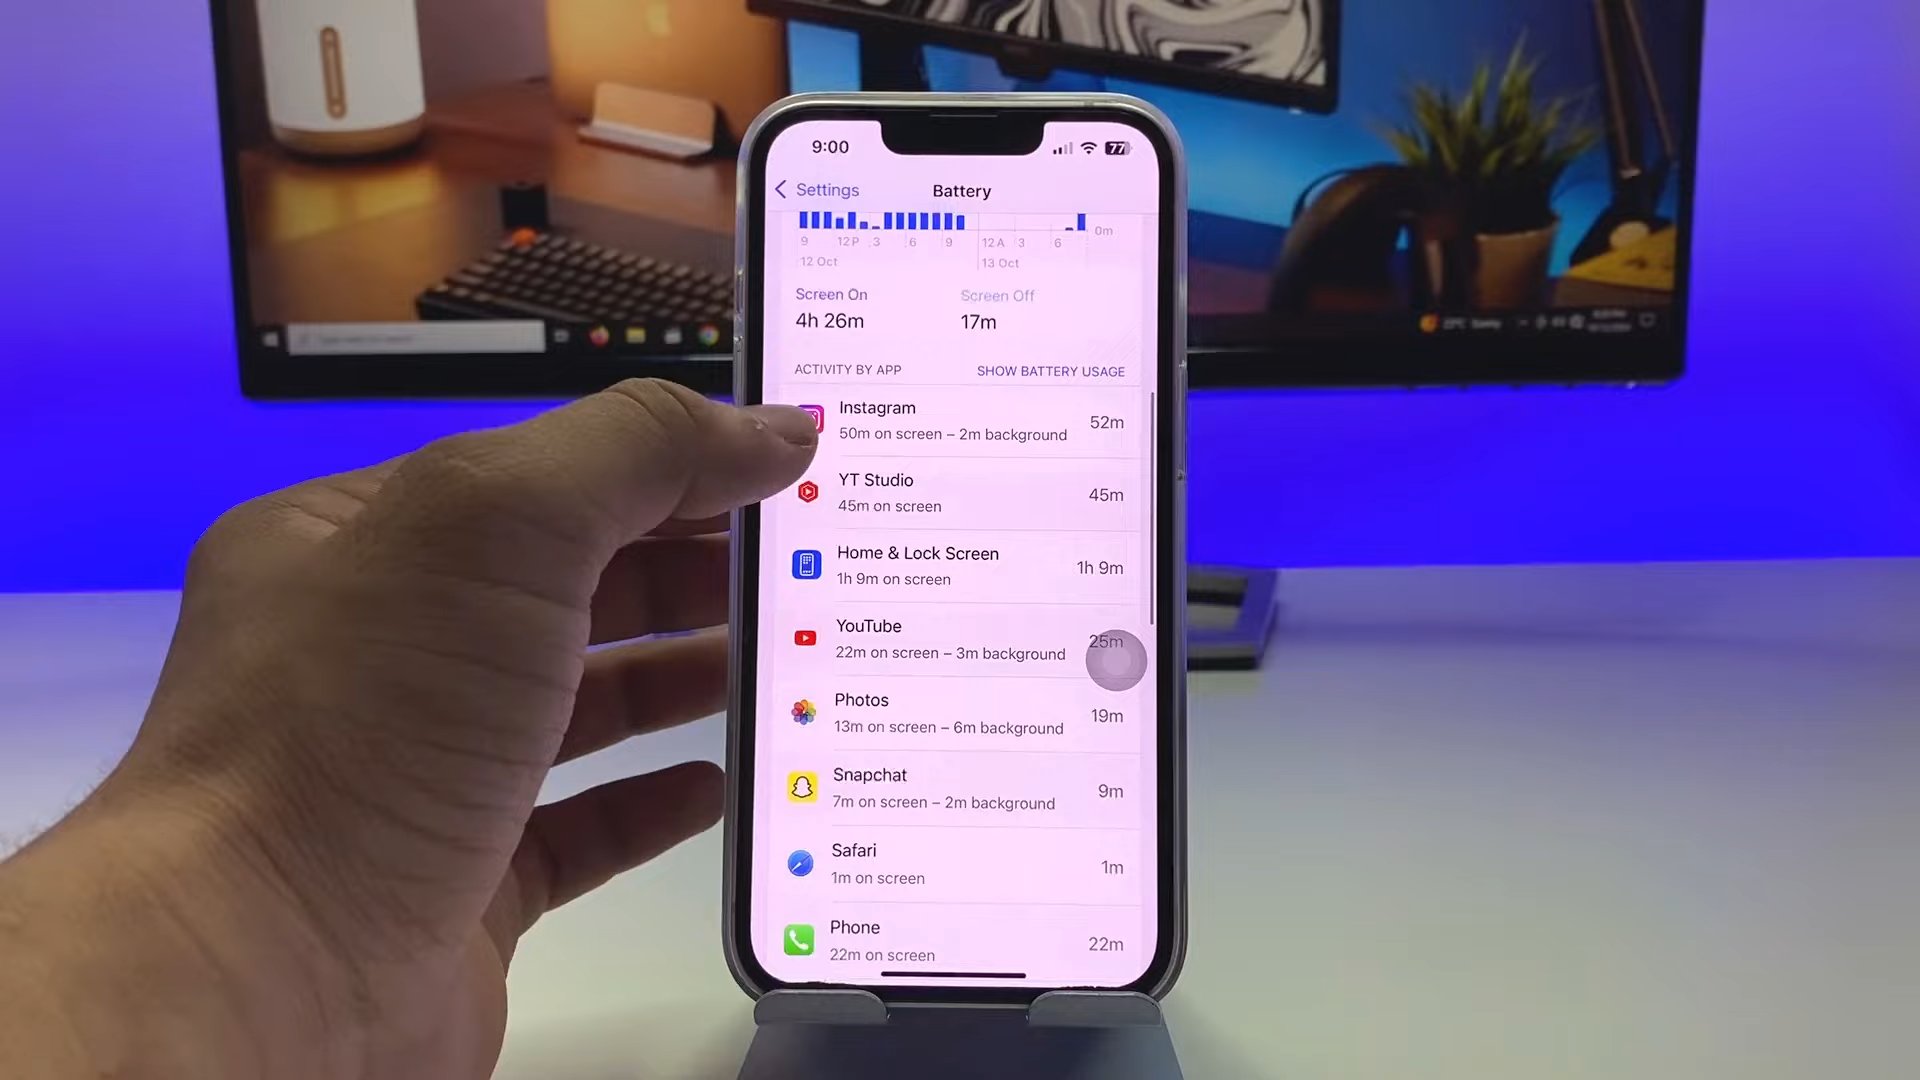 9:00
77
Settings
Battery
0m
9 12 P 3 6 9 12 A 3 6
12 Oct 13 Oct
Screen On Screen Off
4h 26m 17m
ACTIVITY BY APP SHOW BATTERY USAGE
Instagram
50m on screen – 2m background
52m
YT Studio
45m on screen
45m
Home & Lock Screen
1h 9m on screen
1h 9m
YouTube
22m on screen – 3m background
25m
Photos
13m on screen – 6m background
19m
Snapchat
7m on screen – 2m background
9m
Safari
1m on screen
1m
Phone
22m on screen
22m